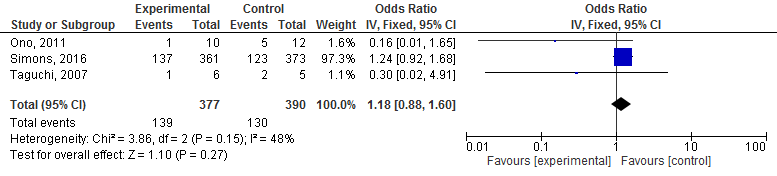 Experimental Control Odds Ratio Odds Ratio
Study or Subgroup Events Total Events Total Weight IV, Fixed, 95% CI IV, Fixed, 95% CI
Ono, 2011 1 10 5 12 1.6% 0.16 [0.01, 1.65]
Simons, 2016 137 361 123 373 97.3% 1.24 [0.92, 1.68]
Taguchi, 2007 1 6 2 5 1.1% 0.30 [0.02, 4.91]
Total (95% CI) 377 390 100.0% 1.18 [0.88, 1.60]
Total events 139 130
Heterogeneity: Chi² = 3.86, df = 2 (P = 0.15); I² = 48%
Test for overall effect: Z = 1.10 (P = 0.27)
0.01 0.1 1 10 100
Favours [experimental] Favours [control]